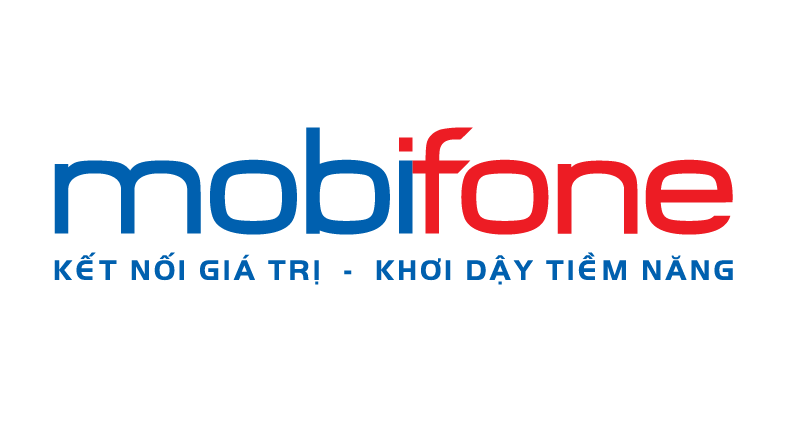 mobifone
KẾT NỐI GIÁ TRỊ - KHƠI DẬY TIỀM NĂNG